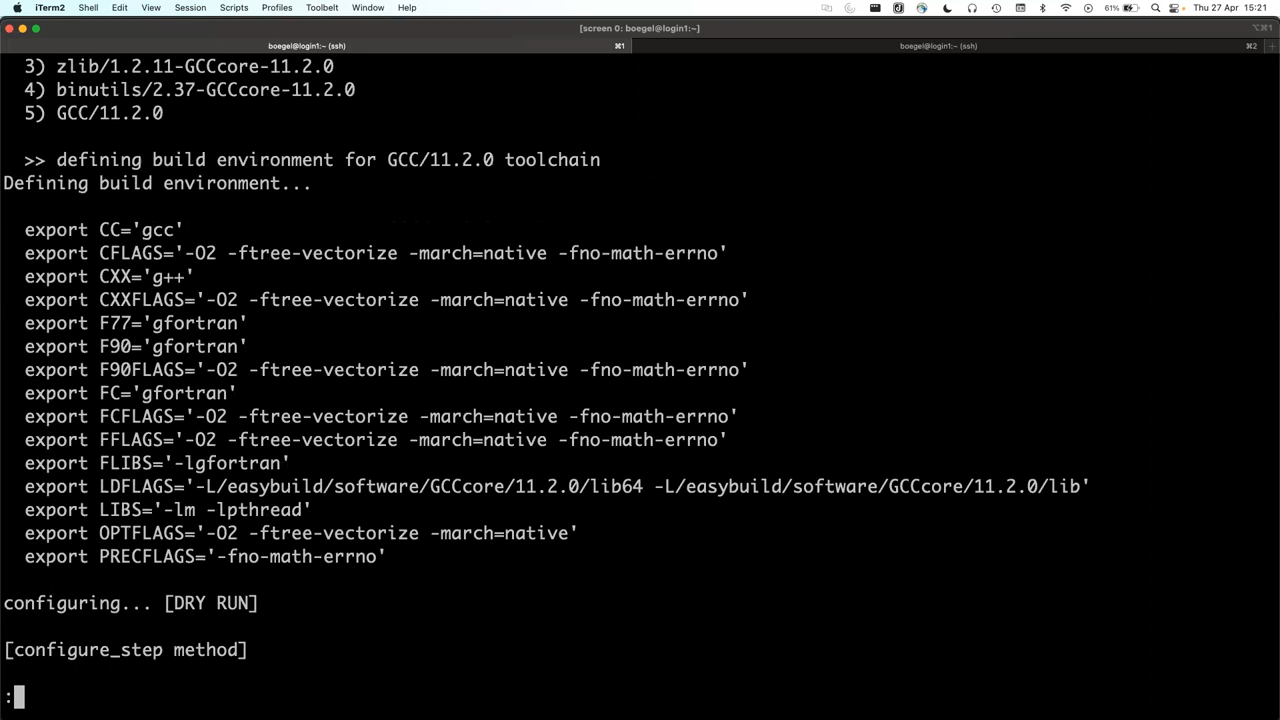 iTerm2 Shell Edit View Session Scripts Profiles Toolbelt Window Help 61% Thu 27 Apr 15:21
[screen 0: boegel@login1:~ (ssh)] ⌥⌘1
boegel@login1:~ (ssh) ⌘1 boegel@login1:~ (ssh) ⌘2 +
3) zlib/1.2.11-GCCcore-11.2.0
4) binutils/2.37-GCCcore-11.2.0
5) GCC/11.2.0
>> defining build environment for GCC/11.2.0 toolchain
Defining build environment...
export CC='gcc'
export CFLAGS='-O2 -ftree-vectorize -march=native -fno-math-errno'
export CXX='g++'
export CXXFLAGS='-O2 -ftree-vectorize -march=native -fno-math-errno'
export F77='gfortran'
export F90='gfortran'
export F90FLAGS='-O2 -ftree-vectorize -march=native -fno-math-errno'
export FC='gfortran'
export FCFLAGS='-O2 -ftree-vectorize -march=native -fno-math-errno'
export FFLAGS='-O2 -ftree-vectorize -march=native -fno-math-errno'
export FLIBS='-lgfortran'
export LDFLAGS='-L/easybuild/software/GCCcore/11.2.0/lib64 -L/easybuild/software/GCCcore/11.2.0/lib'
export LIBS='-lm -lpthread'
export OPTFLAGS='-O2 -ftree-vectorize -march=native'
export PRECFLAGS='-fno-math-errno'
configuring... [DRY RUN]
[configure_step method]
: